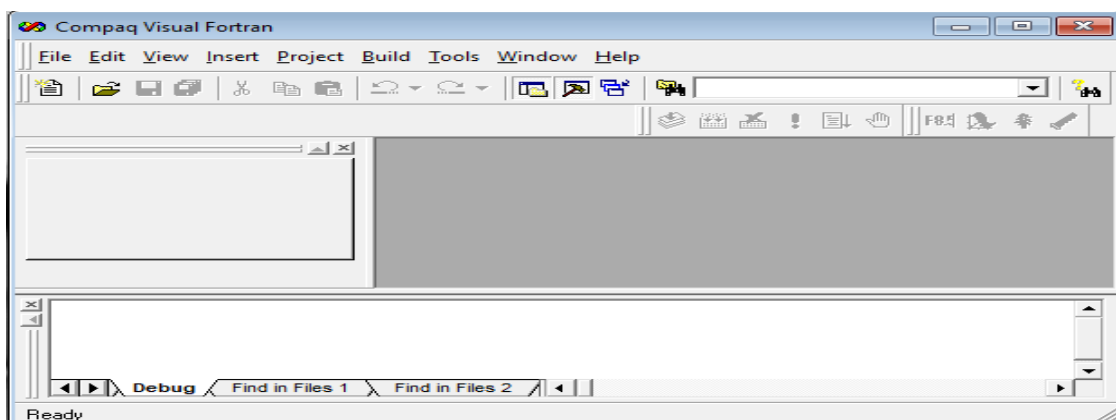 Compaq Visual Fortran
File Edit View Insert Project Build Tools Window Help
Debug Find in Files 1 Find in Files 2
Ready